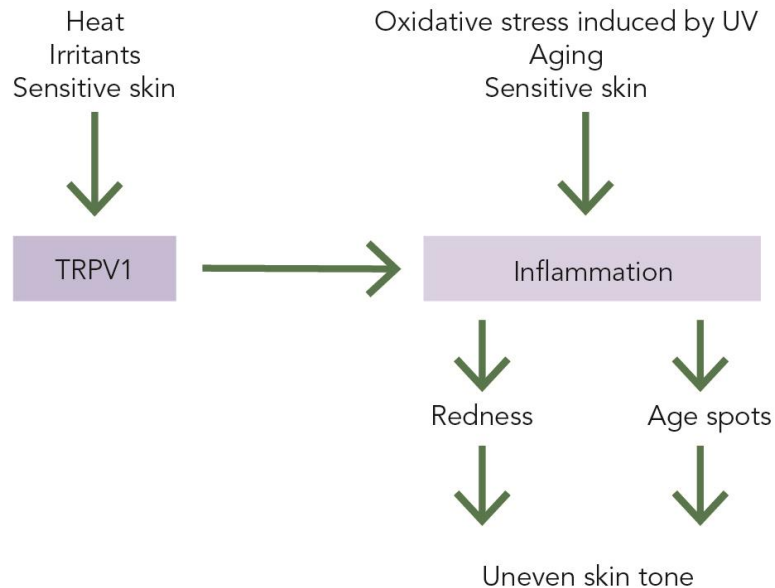 Heat
Irritants
Sensitive skin
Oxidative stress induced by UV
Aging
Sensitive skin
TRPV1
Inflammation
Redness
Age spots
Uneven skin tone